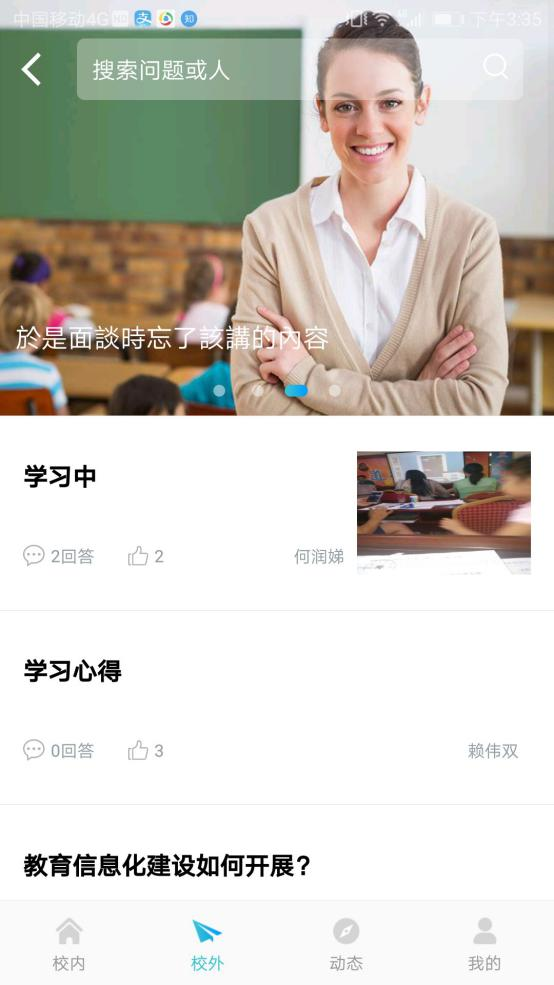 中国移动4G HD 下午3:35
搜索问题或人
於是面談時忘了該講的內容
学习中
2回答 2 何润娣
学习心得
0回答 3 赖伟双
教育信息化建设如何开展？
校内 校外 动态 我的